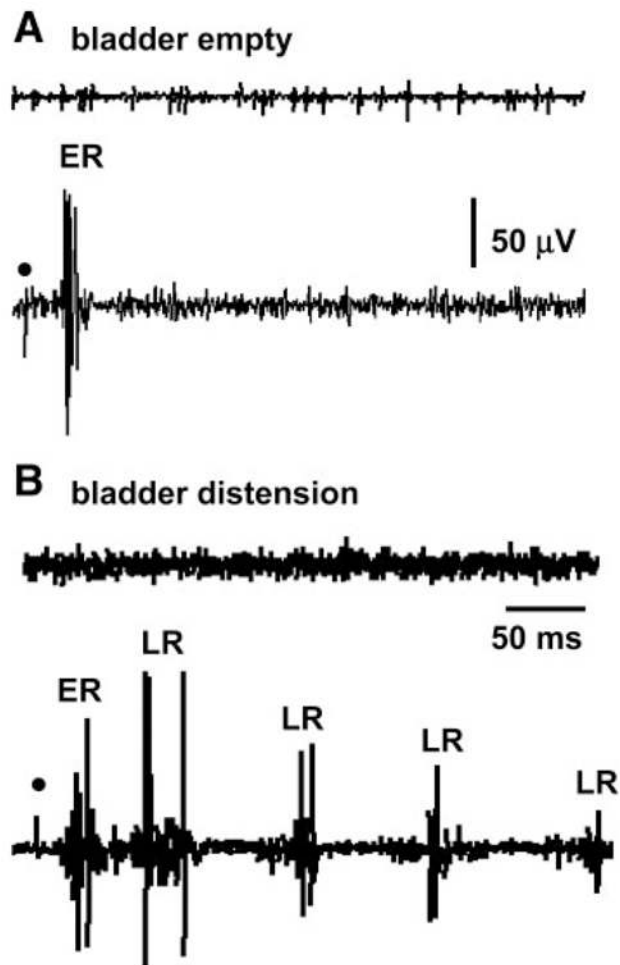 A bladder empty
ER
50 μV
B bladder distension
50 ms
LR
ER
LR
LR
LR